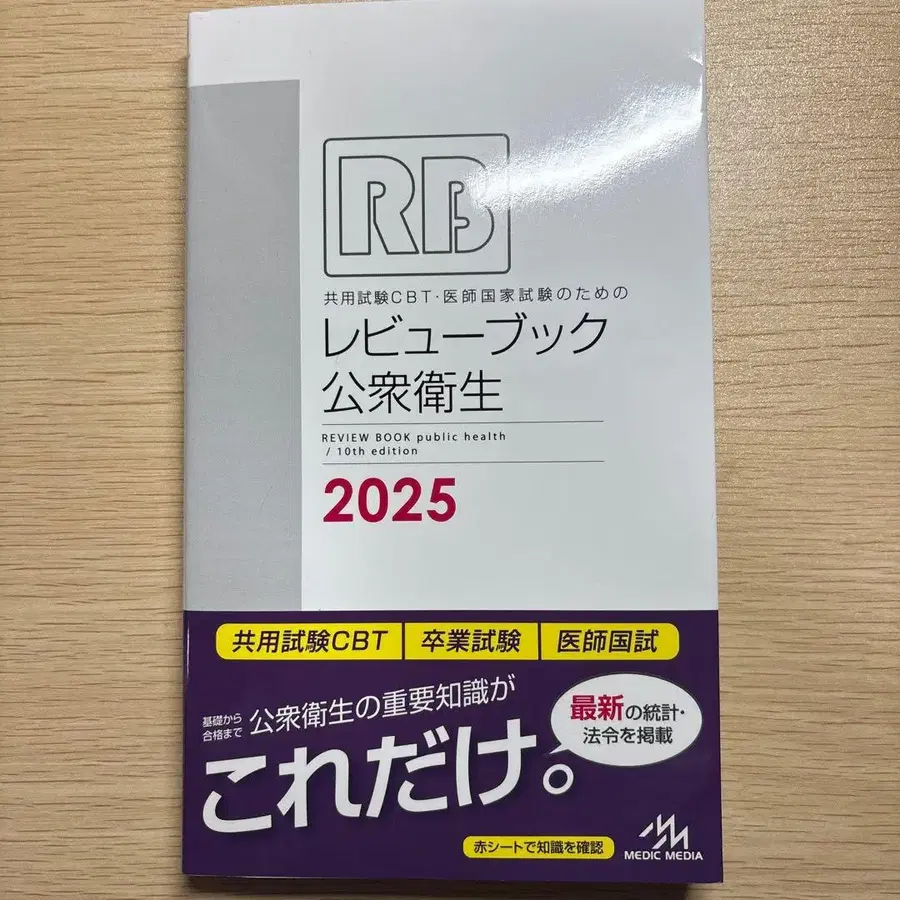 RB
共用試験CBT・医師国家試験のための
レビューブック
公衆衛生
REVIEW BOOK public health
/ 10th edition
2025
共用試験CBT 卒業試験 医師国試
基礎から
合格まで
公衆衛生の重要知識が
これだけ。
最新の統計・
法令を掲載
赤シートで知識を確認
MEDIC MEDIA